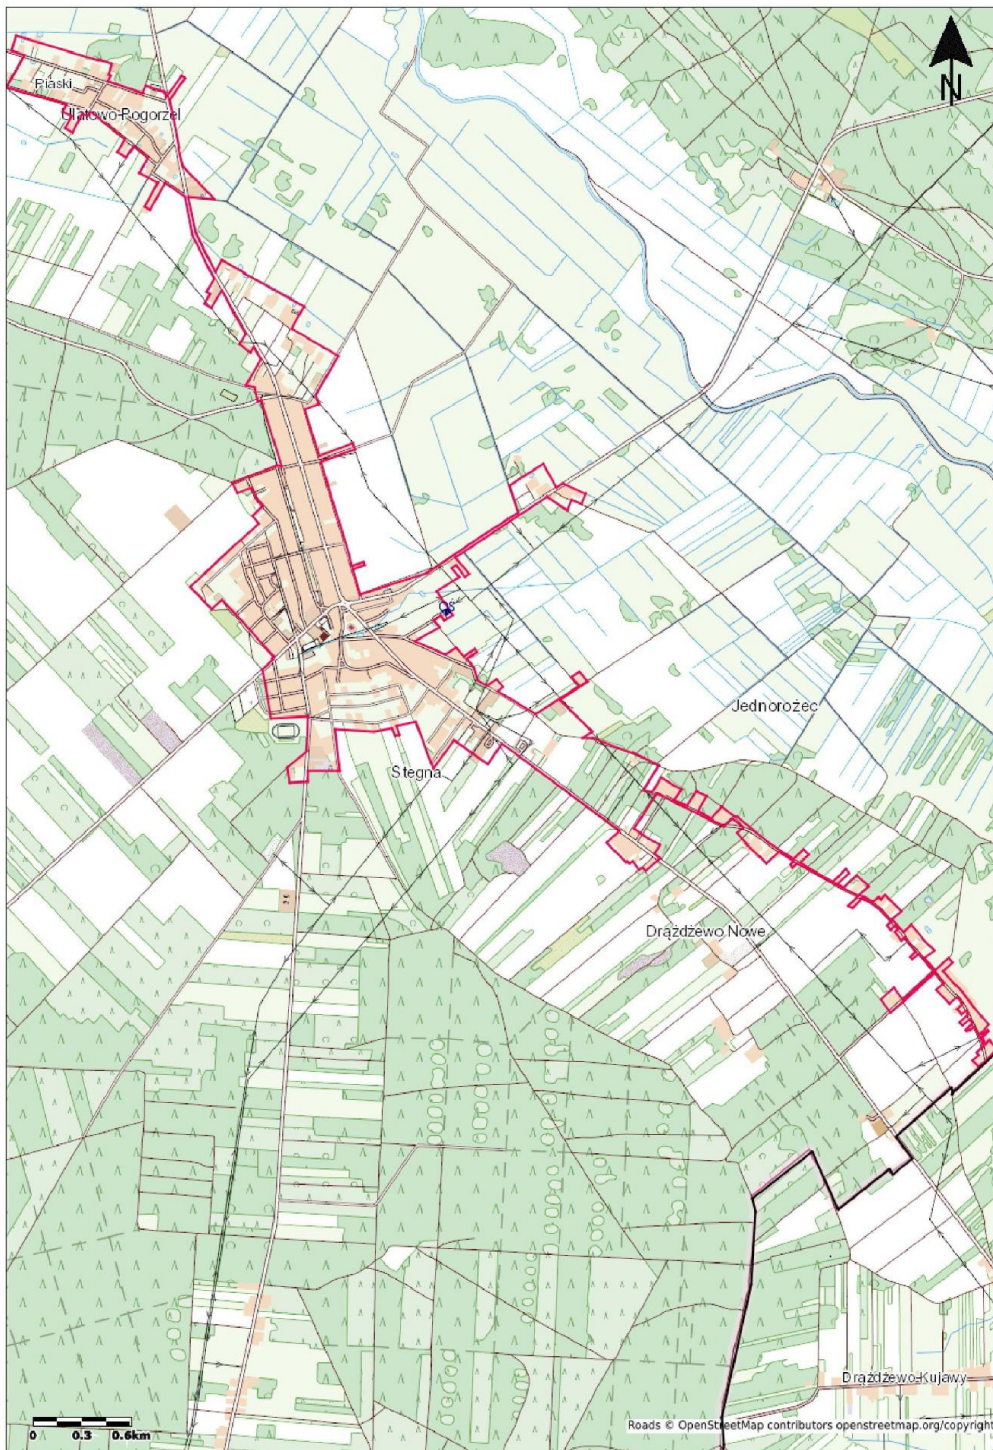 N
Piaski
Ulatowo-Pogorzel
OŚ
Jednorożec
Stegna
Drążdżewo Nowe
Drążdżewo-Kujawy
0 0.3 0.6km
Roads © OpenStreetMap contributors openstreetmap.org/copyright